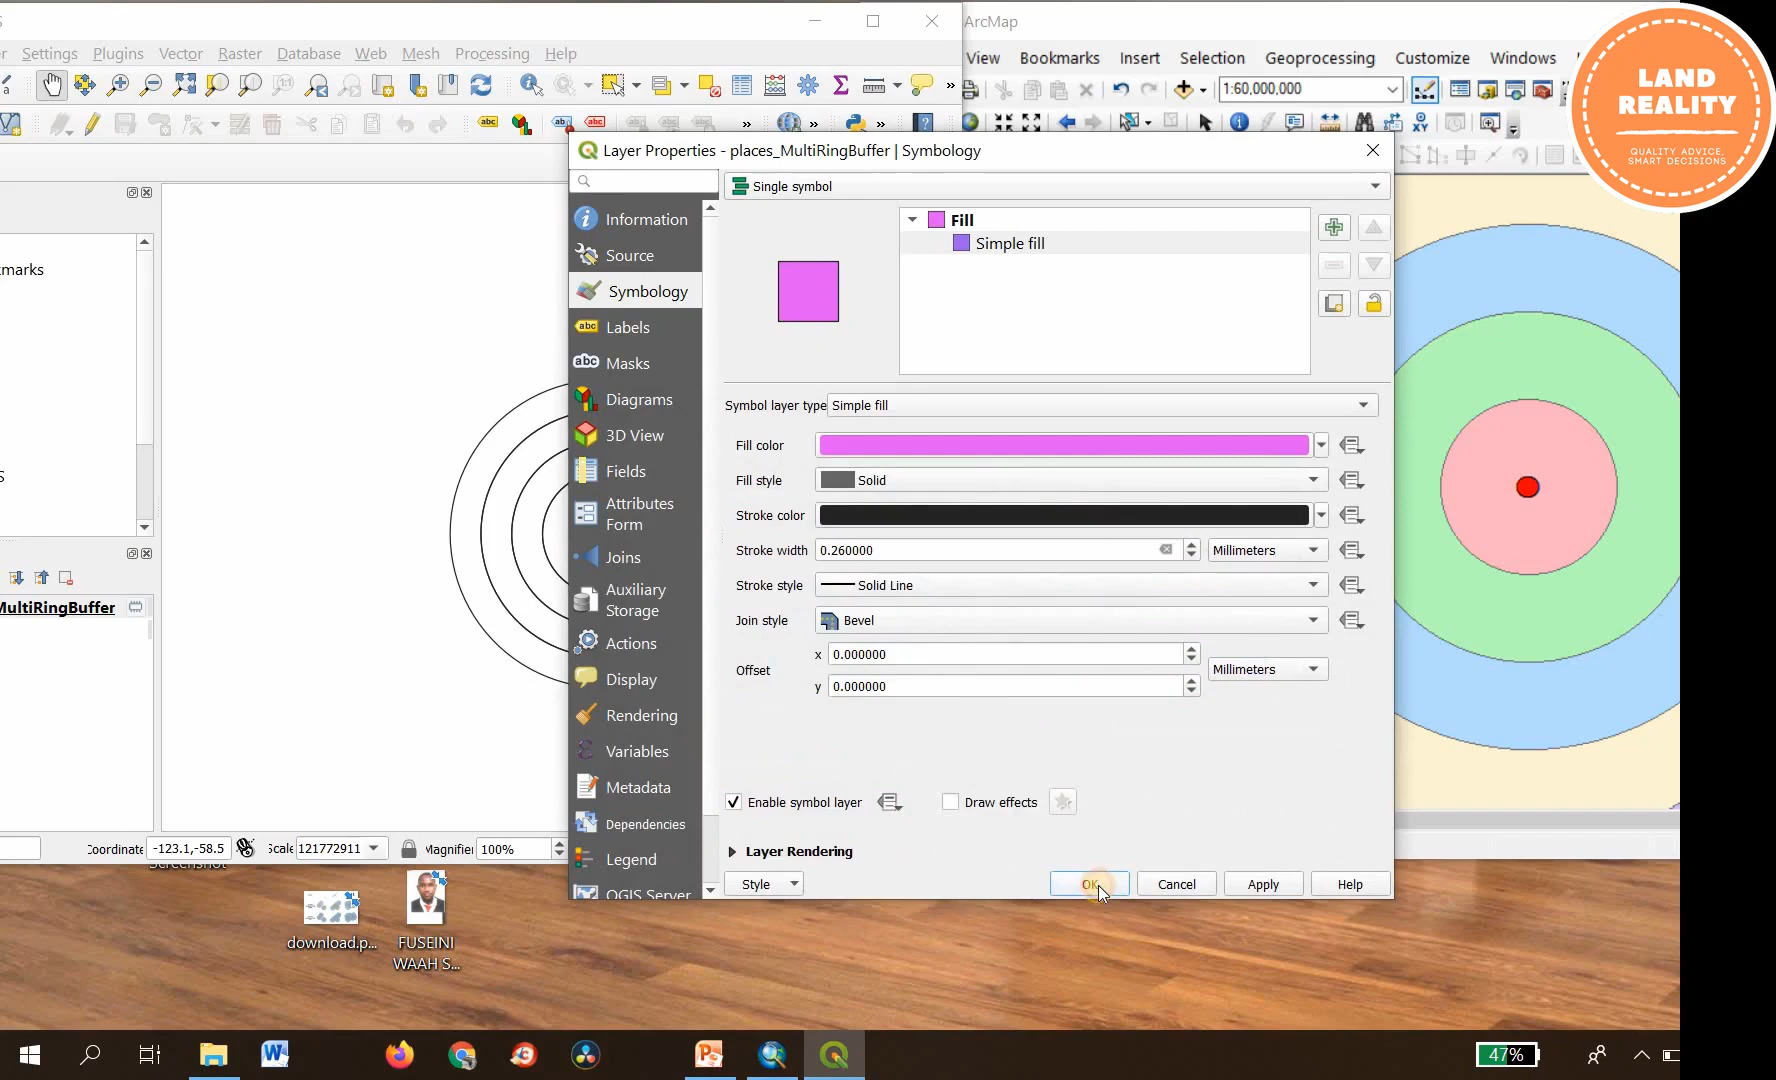 S
ArcMap
r Settings Plugins Vector Raster Database Web Mesh Processing Help
View Bookmarks Insert Selection Geoprocessing Customize Windows
LAND
REALITY
QUALITY ADVICE,
SMART DECISIONS
1:60,000,000
Layer Properties - places_MultiRingBuffer | Symbology
Information
Source
Symbology
Labels
Masks
Diagrams
3D View
Fields
Attributes
Form
Joins
Auxiliary
Storage
Actions
Display
Rendering
Variables
Metadata
Dependencies
Legend
QGIS Server
Single symbol
Fill
Simple fill
Symbol layer type Simple fill
Fill color
Fill style Solid
Stroke color
Stroke width 0.260000 Millimeters
Stroke style Solid Line
Join style Bevel
x 0.000000
Offset Millimeters
y 0.000000
Enable symbol layer Draw effects
Layer Rendering
Style OK Cancel Apply Help
kmarks
S
MultiRingBuffer
Coordinate -123.1,-58.5 Scale 121772911 Magnifier 100%
Screenshot
download.p...
FUSEINI
WAAH S...
47%